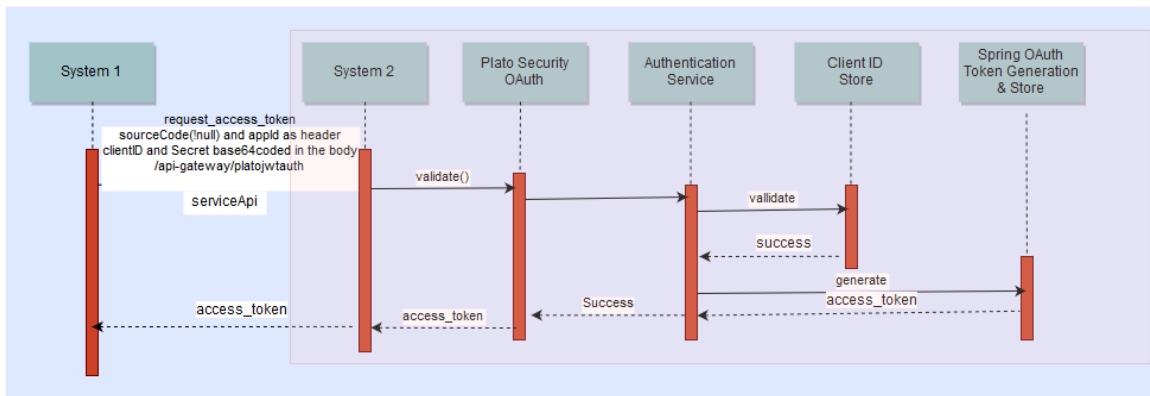 System 1
System 2
Plato Security
OAuth
Authentication
Service
Client ID
Store
Spring OAuth
Token Generation
& Store
request_access_token
sourceCode(!null) and appId as header
clientID and Secret base64coded in the body
/api-gateway/platojwtauth
serviceApi
validate()
vallidate
success
generate
access_token
Success
access_token
access_token